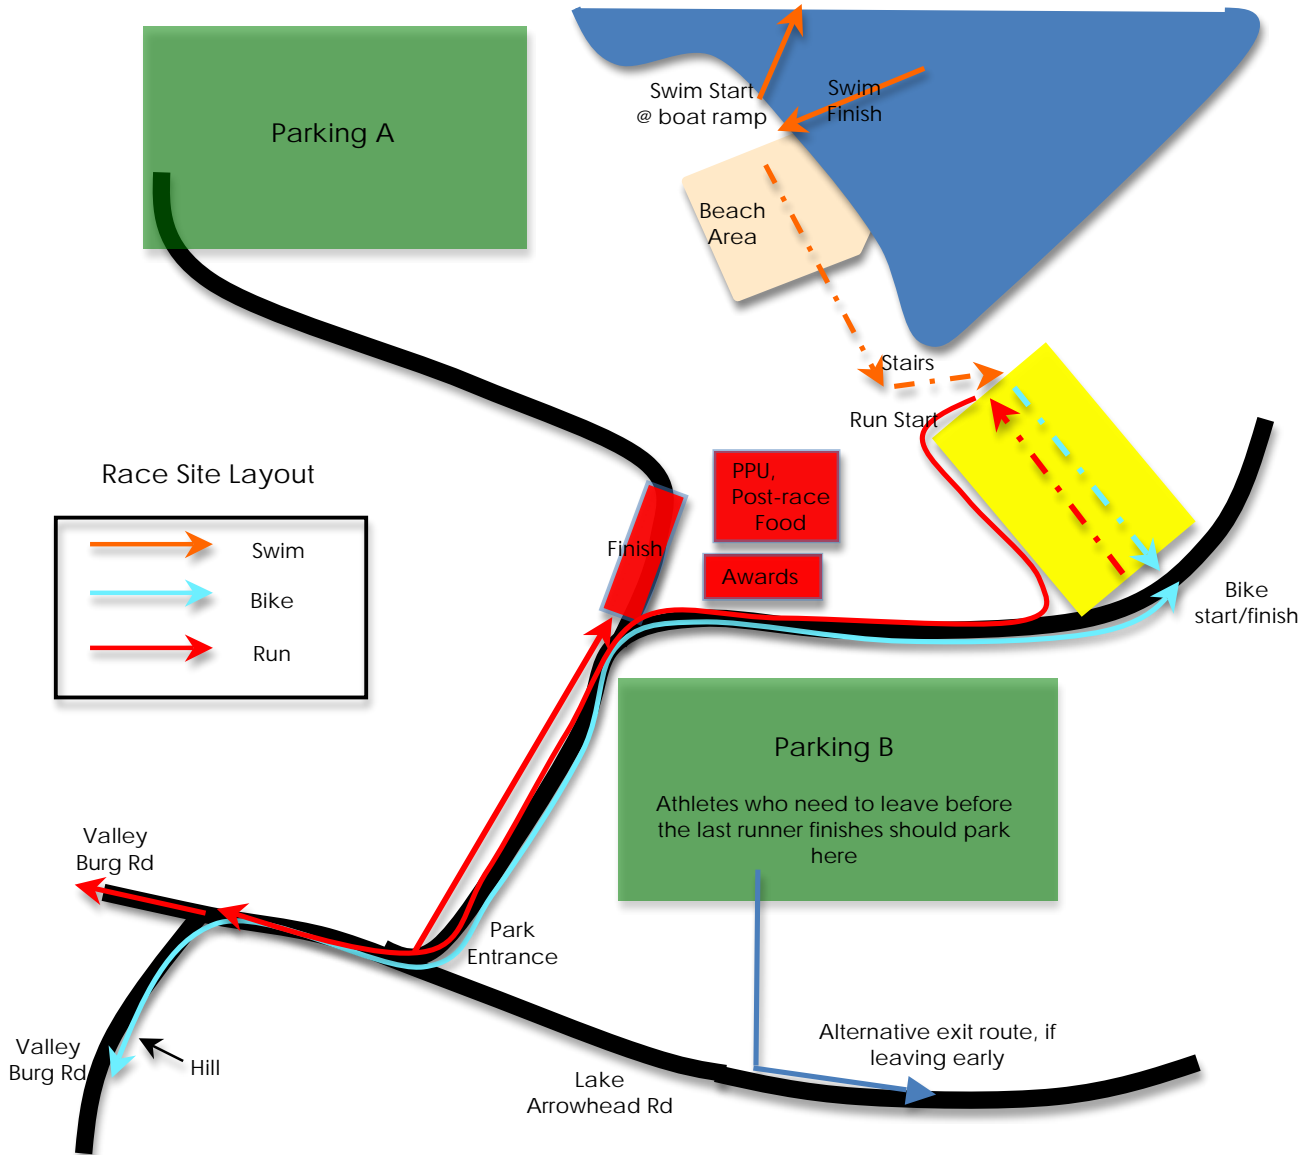 Parking A
Swim Start
@ boat ramp
Swim
Finish
Beach
Area
Stairs
Run Start
Race Site Layout
Swim
Bike
Run
PPU,
Post-race
Food
Finish
Awards
Bike
start/finish
Parking B
Athletes who need to leave before
the last runner finishes should park
here
Valley
Burg Rd
Park
Entrance
Valley
Burg Rd
Hill
Alternative exit route, if
leaving early
Lake
Arrowhead Rd